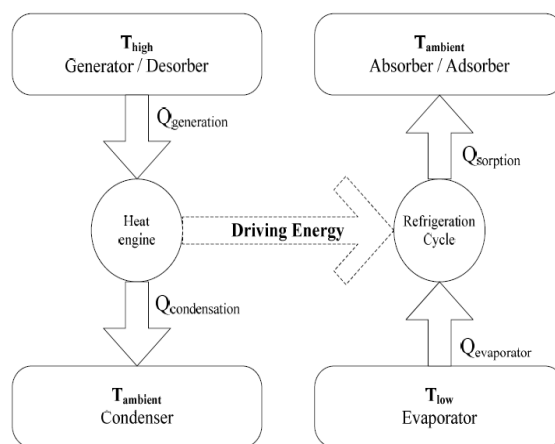 T_high
Generator / Desorber
T_ambient
Absorber / Adsorber
Q_generation
Q_sorption
Heat
engine
Driving Energy
Refrigeration
Cycle
Q_condensation
Q_evaporator
T_ambient
Condenser
T_low
Evaporator